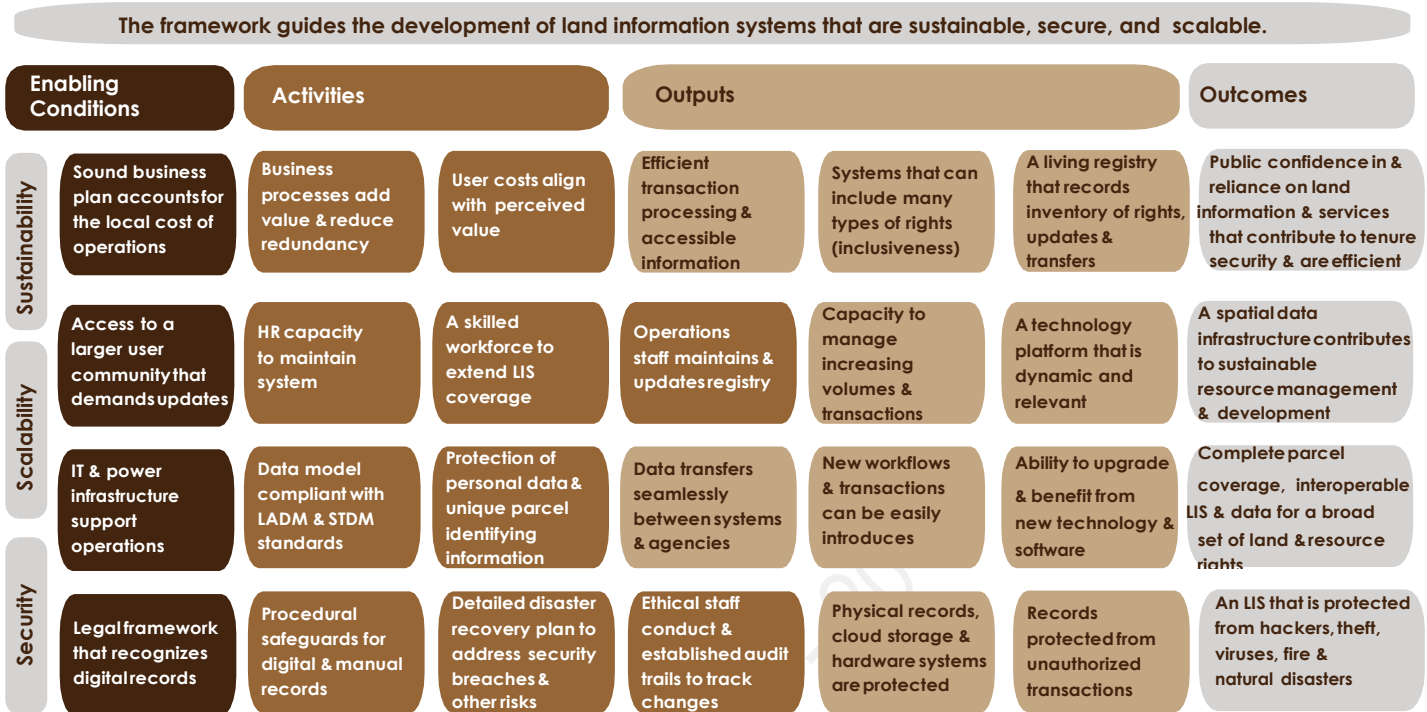 The framework guides the development of land information systems that are sustainable, secure, and scalable.
Enabling
Conditions
Activities
Outputs
Outcomes
Sustainability
Sound business
plan accounts for
the local cost of
operations
Business
processes add
value & reduce
redundancy
User costs align
with perceived
value
Efficient
transaction
processing &
accessible
information
Systems that can
include many
types of rights
(inclusiveness)
A living registry
that records
inventory of rights,
updates &
transfers
Public confidence in &
reliance on land
information & services
that contribute to tenure
security & are efficient
Scalability
Access to a
larger user
community that
demands updates
HR capacity
to maintain
system
A skilled
workforce to
extend LIS
coverage
Operations
staff maintains &
updates registry
Capacity to
manage
increasing
volumes &
transactions
A technology
platform that is
dynamic and
relevant
A spatial data
infrastructure contributes
to sustainable
resource management
& development
IT & power
infrastructure
support
operations
Data model
compliant with
LADM & STDM
standards
Protection of
personal data &
unique parcel
identifying
information
Data transfers
seamlessly
between systems
& agencies
New workflows
& transactions
can be easily
introduces
Ability to upgrade
& benefit from
new technology &
software
Complete parcel
coverage, interoperable
LIS & data for a broad
set of land & resource
rights
Security
Legal framework
that recognizes
digital records
Procedural
safeguards for
digital & manual
records
Detailed disaster
recovery plan to
address security
breaches &
other risks
Ethical staff
conduct &
established audit
trails to track
changes
Physical records,
cloud storage &
hardware systems
are protected
Records
protected from
unauthorized
transactions
An LIS that is protected
from hackers, theft,
viruses, fire &
natural disasters